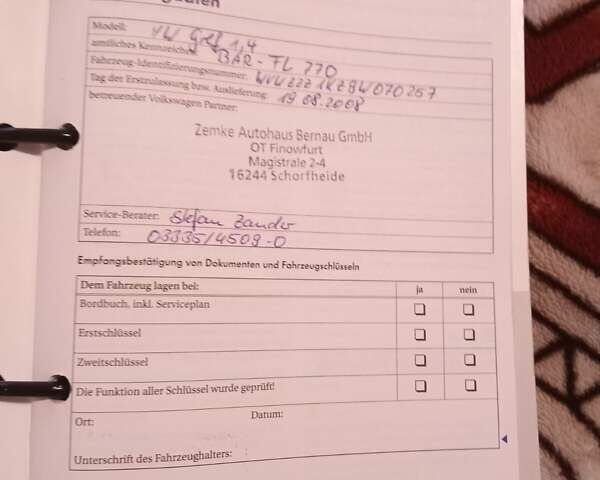 Modell: VW Golf 1,4
amtliches Kennzeichen: BAR-FL 770
Fahrzeug-Identifizierungsnummer: WVWZZZ1KZ8W070267
Tag der Erstzulassung bzw. Auslieferung: 19.08.2008
betreuender Volkswagen Partner:
Zemke Autohaus Bernau GmbH
OT Finowfurt
Magistrale 2-4
16244 Schorfheide
Service-Berater: Stefan Zander
Telefon: 03335/4509-0
Empfangsbestätigung von Dokumenten und Fahrzeugschlüsseln
Dem Fahrzeug lagen bei: ja nein
Bordbuch, inkl. Serviceplan
Erstschlüssel
Zweitschlüssel
Die Funktion aller Schlüssel wurde geprüft!
Ort: Datum:
Unterschrift des Fahrzeughalters: